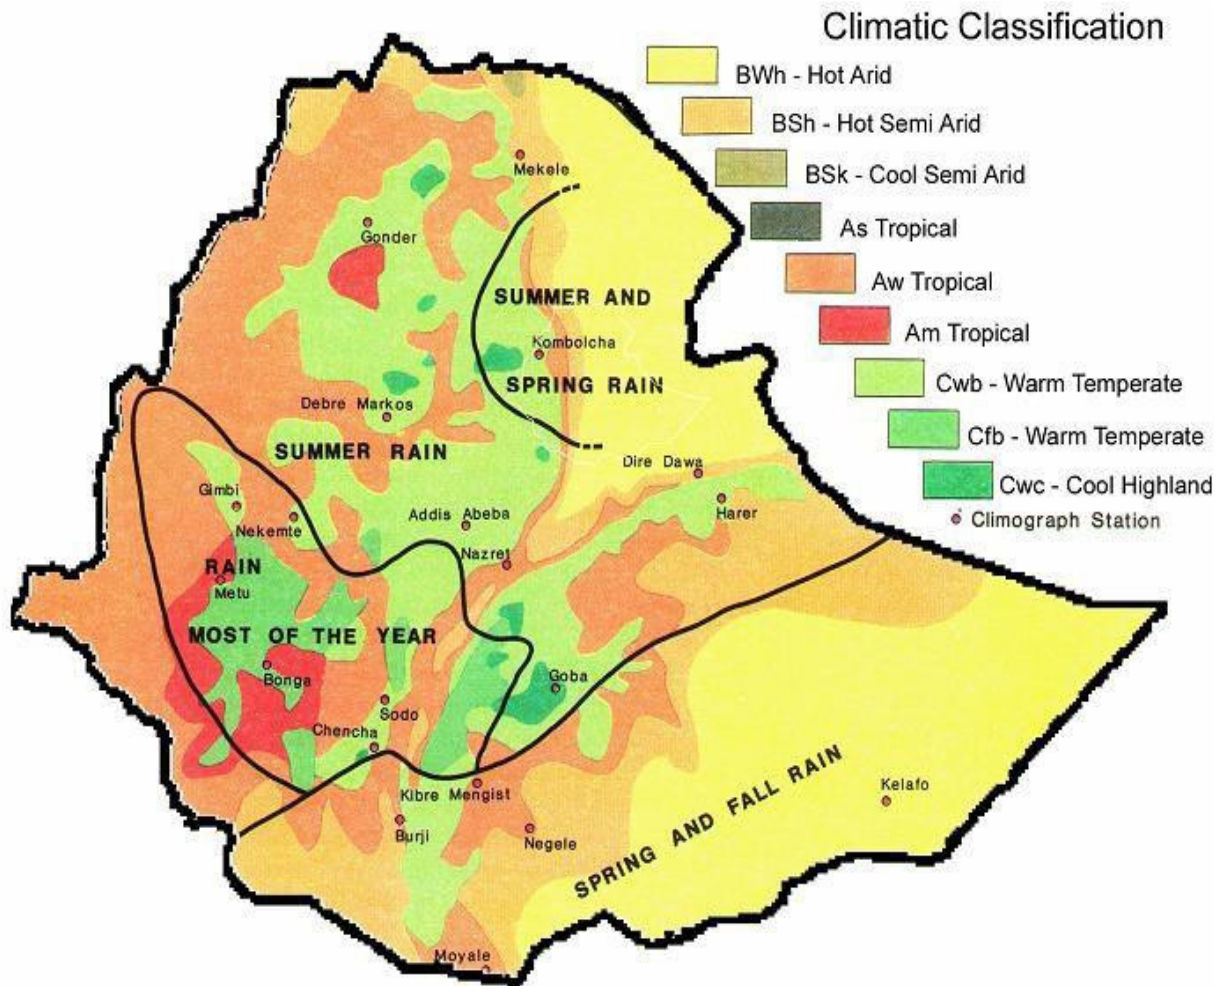 Climatic Classification
BWh - Hot Arid
BSh - Hot Semi Arid
BSk - Cool Semi Arid
As Tropical
Aw Tropical
Am Tropical
Cwb - Warm Temperate
Cfb - Warm Temperate
Cwc - Cool Highland
Climograph Station
Mekele
Gonder
SUMMER AND
Kombolcha
SPRING RAIN
Debre Markos
SUMMER RAIN
Dire Dawa
Gimbi
Harer
Addis Abeba
Nekemte
Nazret
RAIN
Metu
MOST OF THE YEAR
Bonga
Goba
Sodo
Chencha
Kibre Mengist
Kelafo
Burji
Negele
SPRING AND FALL RAIN
Moyale